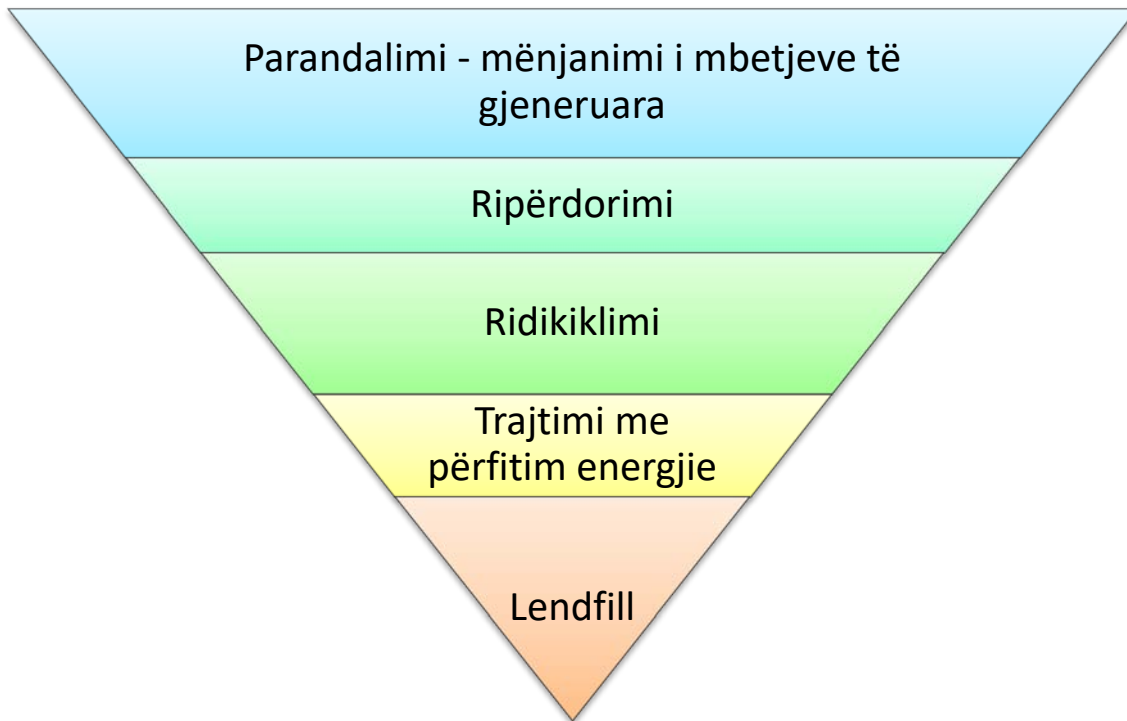 Parandalimi - mënjanimi i mbetjeve të
gjeneruara
Ripërdorimi
Ridikiklimi
Trajtimi me
përfitim energjie
Lendfill